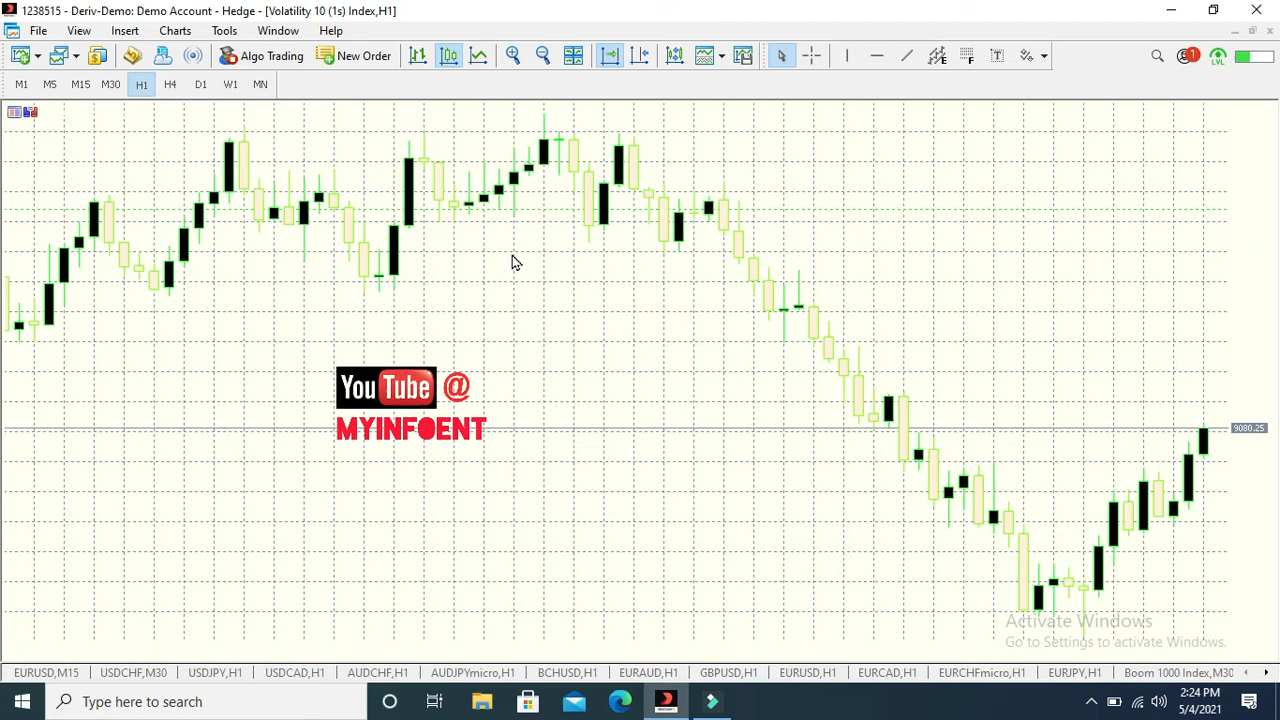 1238515 - Deriv-Demo: Demo Account - Hedge - [Volatility 10 (1s) Index,H1]
File View Insert Charts Tools Window Help
Algo Trading New Order E F T 1 LVL
M1 M5 M15 M30 H1 H4 D1 W1 MN
YouTube @
MYINFOENT
9080.25
Activate Windows
Go to Settings to activate Windows.
EURUSD,M15 USDCHF,M30 USDJPY,H1 USDCAD,H1 AUDCHF,H1 AUDJPYmicro,H1 BCHUSD,H1 EURAUD,H1 GBPUSD,H1 EURUSD,H1 EURCAD,H1 EURCHFmicro,H1 EURJPY,H1 Boom 1000 Index,M30
Type here to search
2:24 PM
5/4/2021